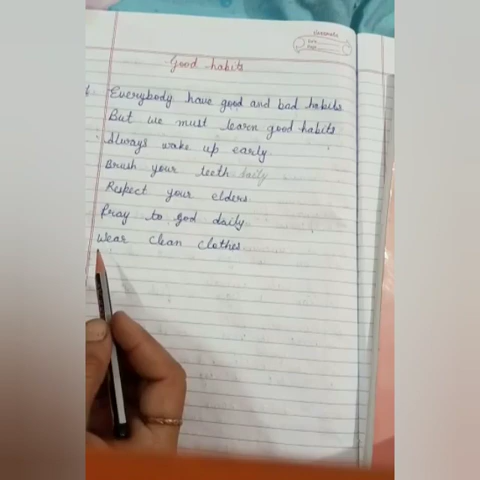 Good habits
Everybody have good and bad habits
But we must learn good habits
Always wake up early
Brush your teeth daily
Respect your elders
Pray to god daily
Wear clean clothes